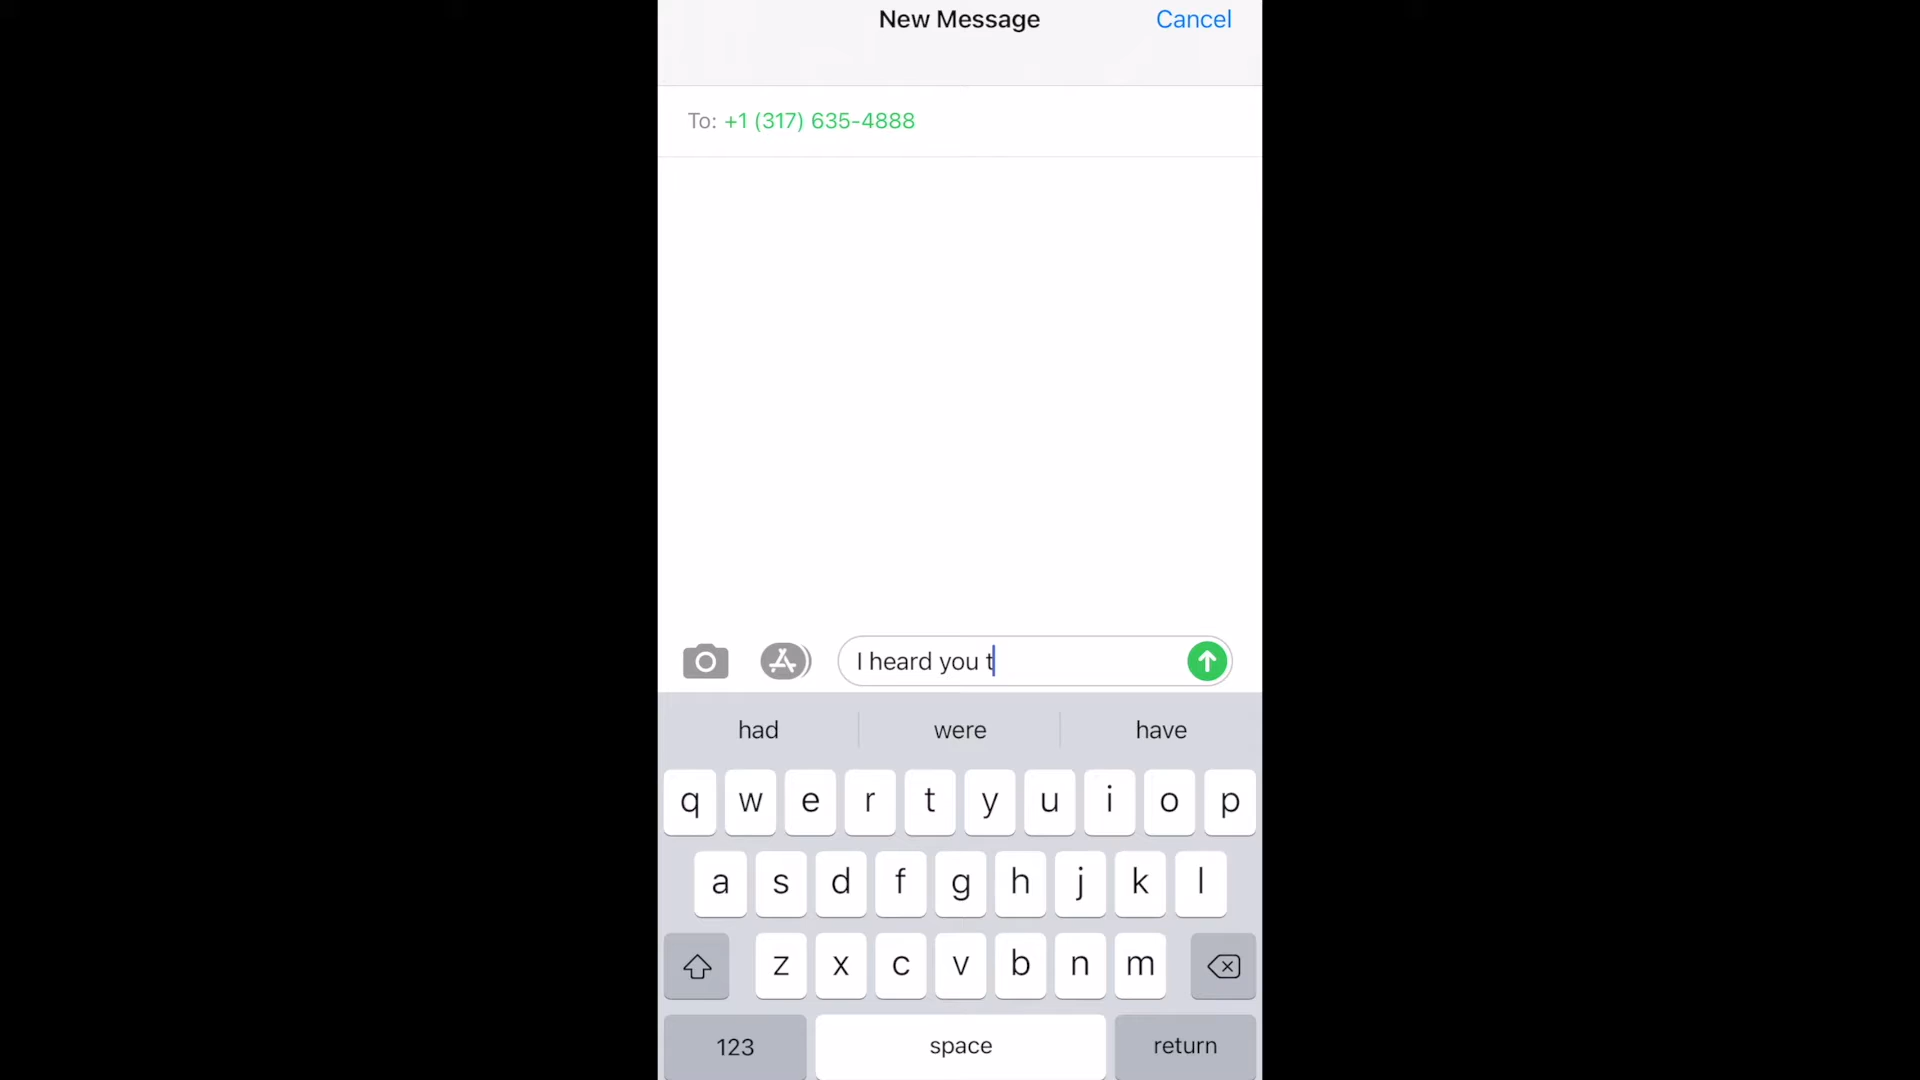 New Message
Cancel
To: +1 (317) 635-4888
I heard you t
had were have
q w e r t y u i o p
a s d f g h j k l
z x c v b n m
123 space return